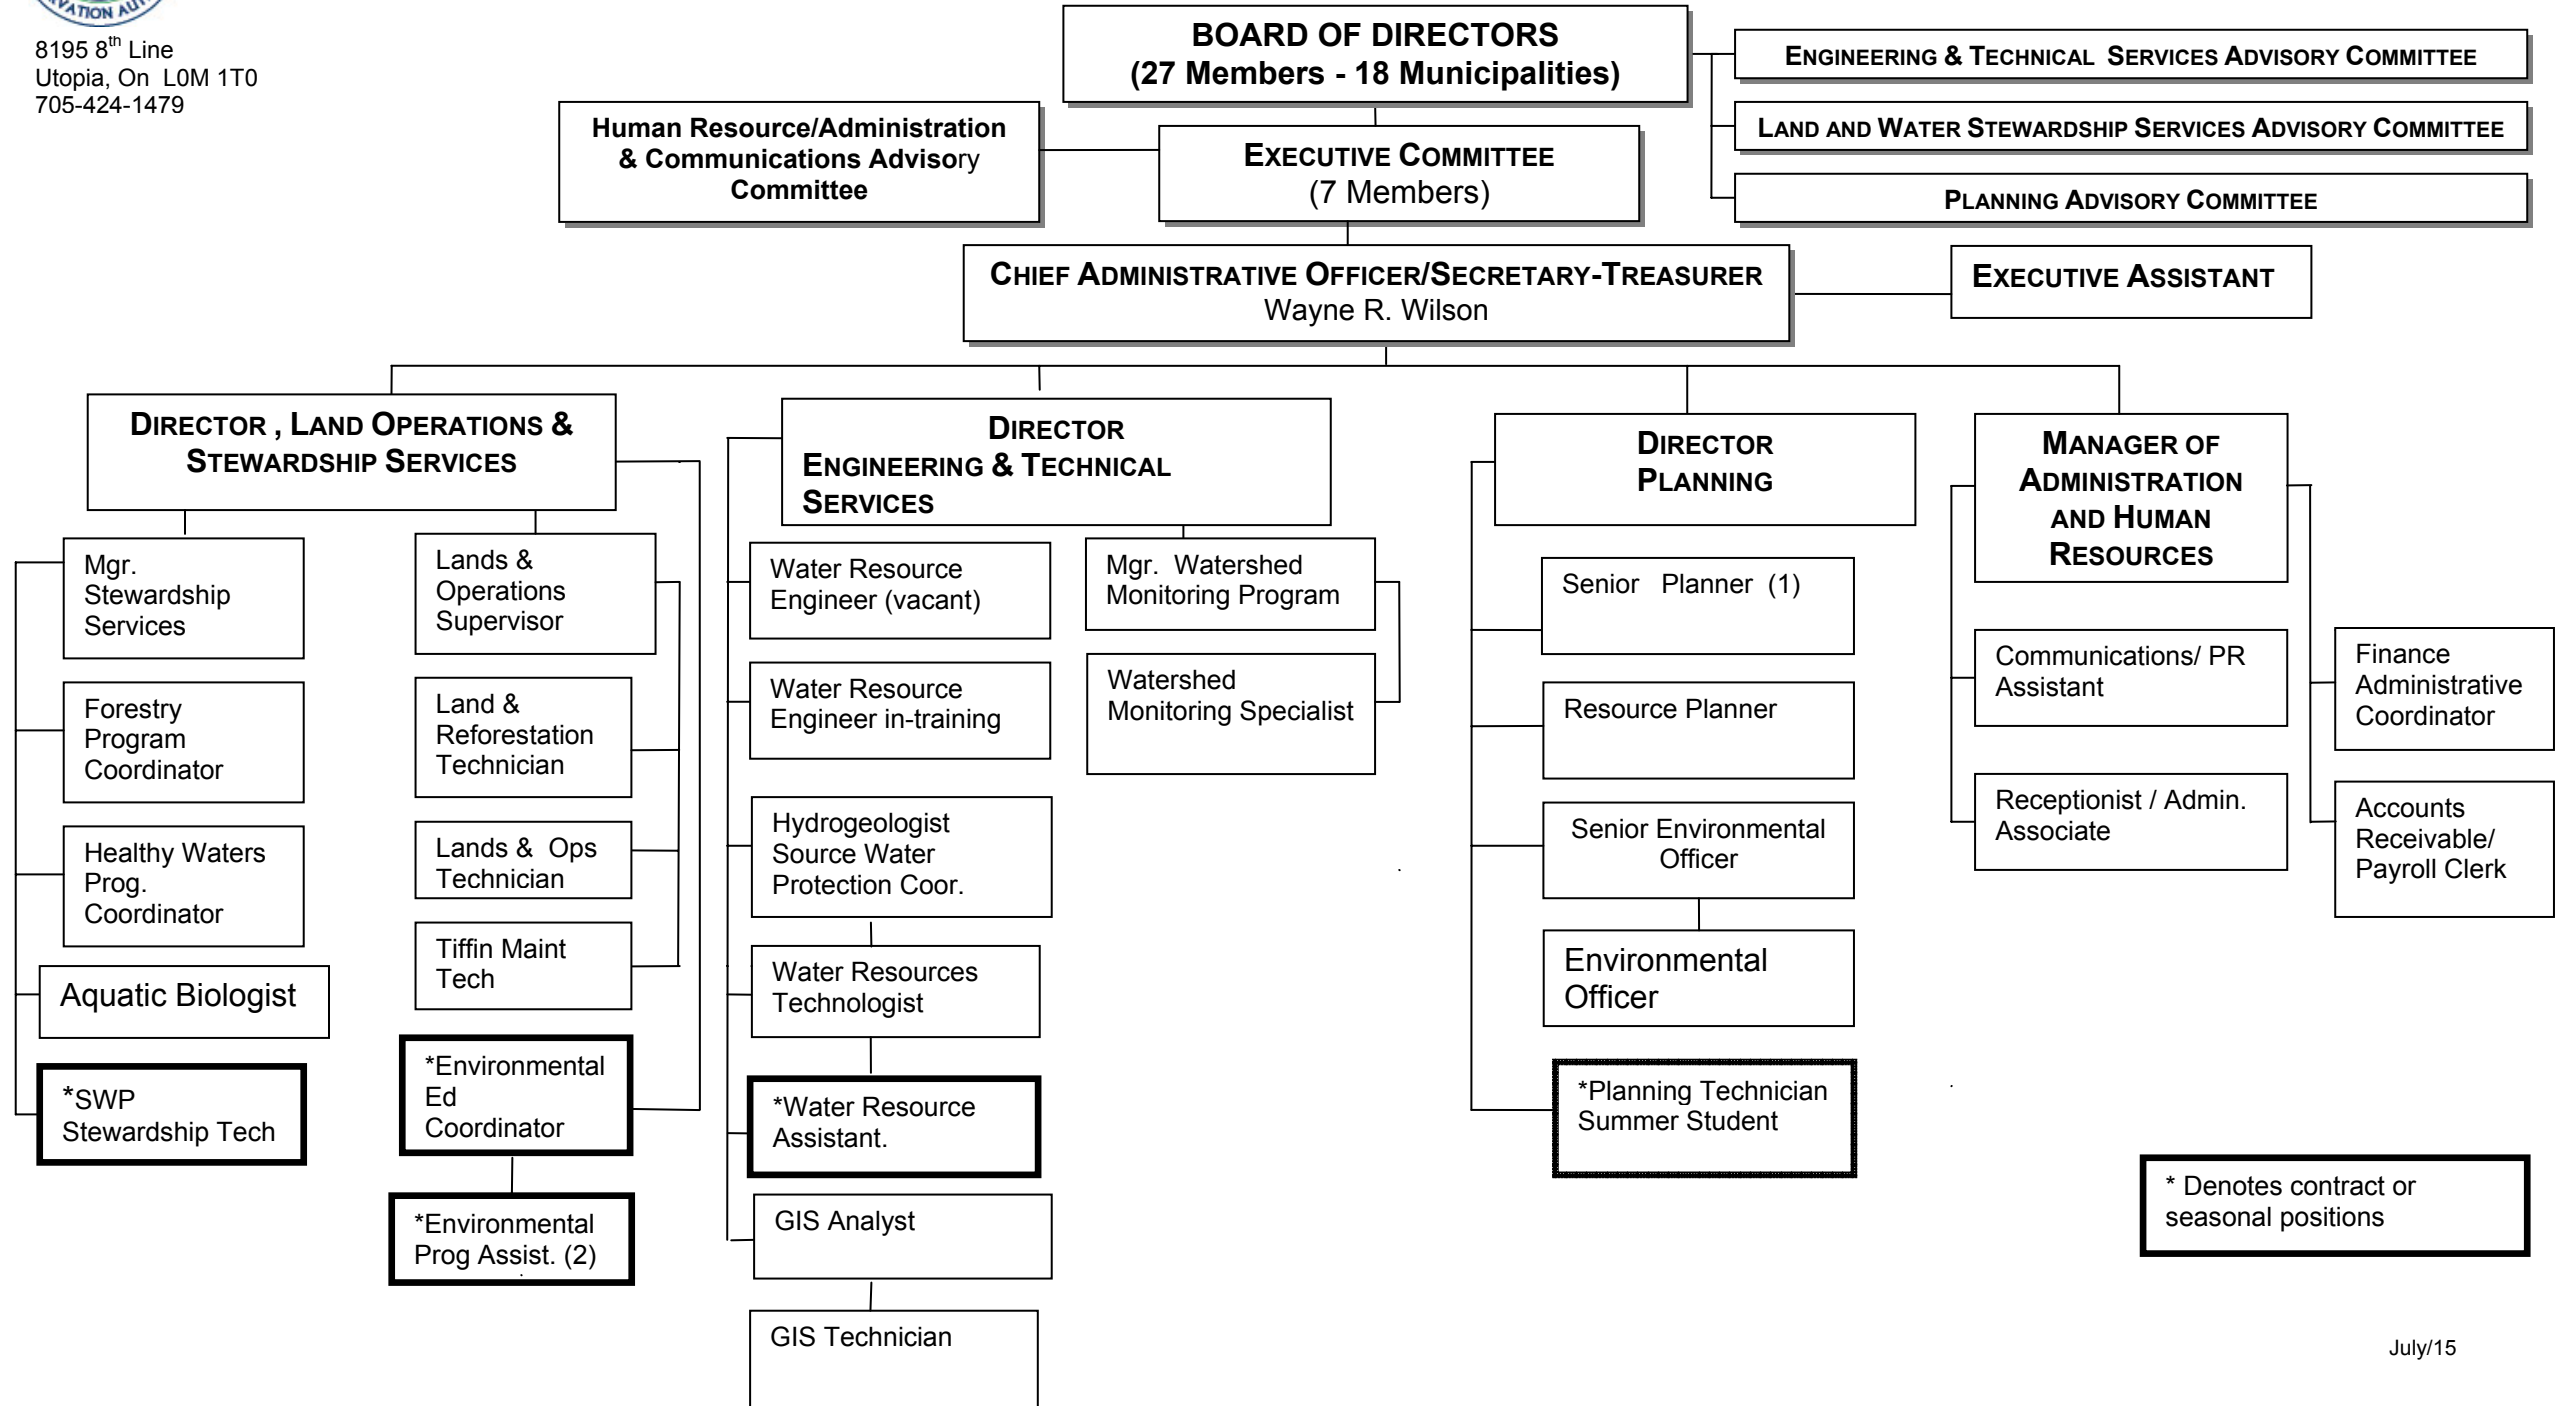 RVATION AUT
8195 8th Line
Utopia, On L0M 1T0
705-424-1479
BOARD OF DIRECTORS
(27 Members - 18 Municipalities)
ENGINEERING & TECHNICAL SERVICES ADVISORY COMMITTEE
LAND AND WATER STEWARDSHIP SERVICES ADVISORY COMMITTEE
PLANNING ADVISORY COMMITTEE
Human Resource/Administration
& Communications Advisory
Committee
EXECUTIVE COMMITTEE
(7 Members)
CHIEF ADMINISTRATIVE OFFICER/SECRETARY-TREASURER
Wayne R. Wilson
EXECUTIVE ASSISTANT
DIRECTOR , LAND OPERATIONS &
STEWARDSHIP SERVICES
Mgr.
Stewardship
Services
Forestry
Program
Coordinator
Healthy Waters
Prog.
Coordinator
Aquatic Biologist
*SWP
Stewardship Tech
Lands &
Operations
Supervisor
Land &
Reforestation
Technician
Lands & Ops
Technician
Tiffin Maint
Tech
*Environmental
Ed
Coordinator
*Environmental
Prog Assist. (2)
DIRECTOR
ENGINEERING & TECHNICAL
SERVICES
Water Resource
Engineer (vacant)
Water Resource
Engineer in-training
Hydrogeologist
Source Water
Protection Coor.
Water Resources
Technologist
*Water Resource
Assistant.
GIS Analyst
GIS Technician
Mgr. Watershed
Monitoring Program
Watershed
Monitoring Specialist
DIRECTOR
PLANNING
Senior Planner (1)
Resource Planner
Senior Environmental
Officer
Environmental
Officer
*Planning Technician
Summer Student
MANAGER OF
ADMINISTRATION
AND HUMAN
RESOURCES
Communications/ PR
Assistant
Receptionist / Admin.
Associate
Finance
Administrative
Coordinator
Accounts
Receivable/
Payroll Clerk
* Denotes contract or
seasonal positions
July/15